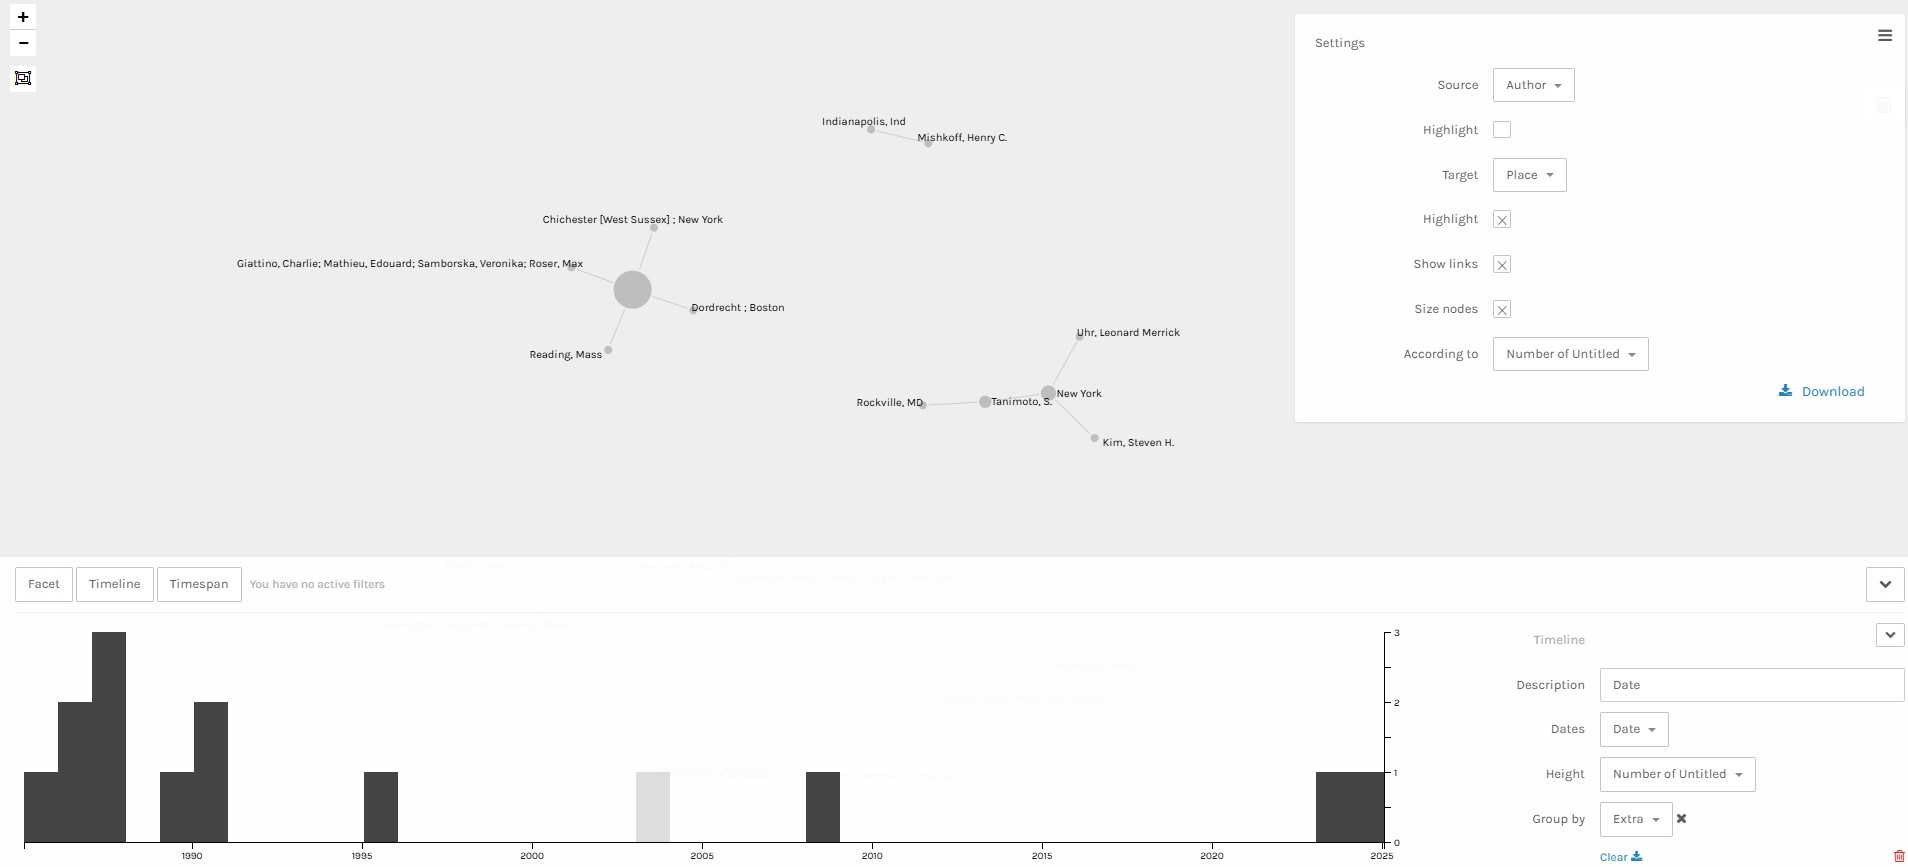 +
−
Settings
Source Author
Highlight
Target Place
Highlight
Show links
Size nodes
According to Number of Untitled
Download
Indianapolis, Ind
Mishkoff, Henry C.
Chichester [West Sussex] ; New York
Giattino, Charlie; Mathieu, Edouard; Samborska, Veronika; Roser, Max
Dordrecht ; Boston
Reading, Mass
Uhr, Leonard Merrick
New York
Rockville, MD
Tanimoto, S.
Kim, Steven H.
Facet Timeline Timespan You have no active filters
3
2
1
0
1990 1995 2000 2005 2010 2015 2020 2025
Timeline
Description Date
Dates Date
Height Number of Untitled
Group by Extra
Clear